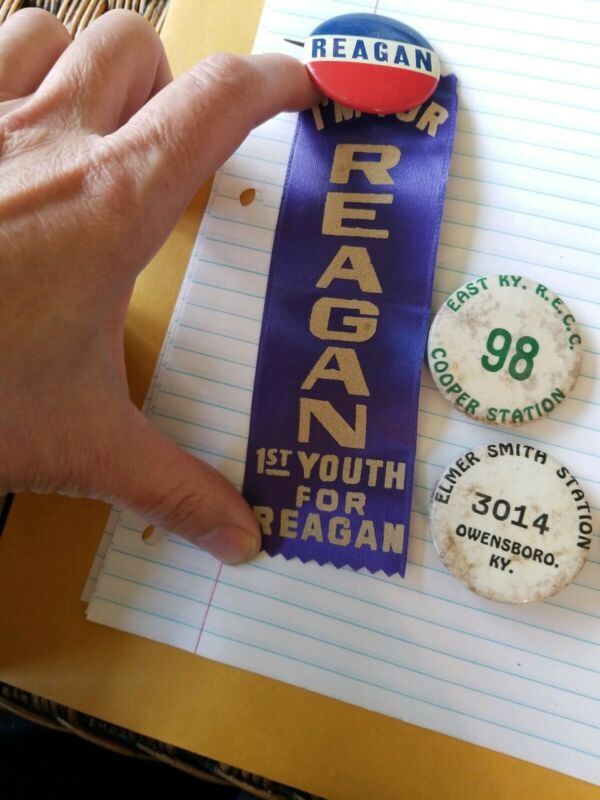 REAGAN
I'M FOR
REAGAN
1ST YOUTH
FOR
REAGAN
EAST KY. R.E.C.C.
98
COOPER STATION
ELMER SMITH STATION
3014
OWENSBORO.
KY.